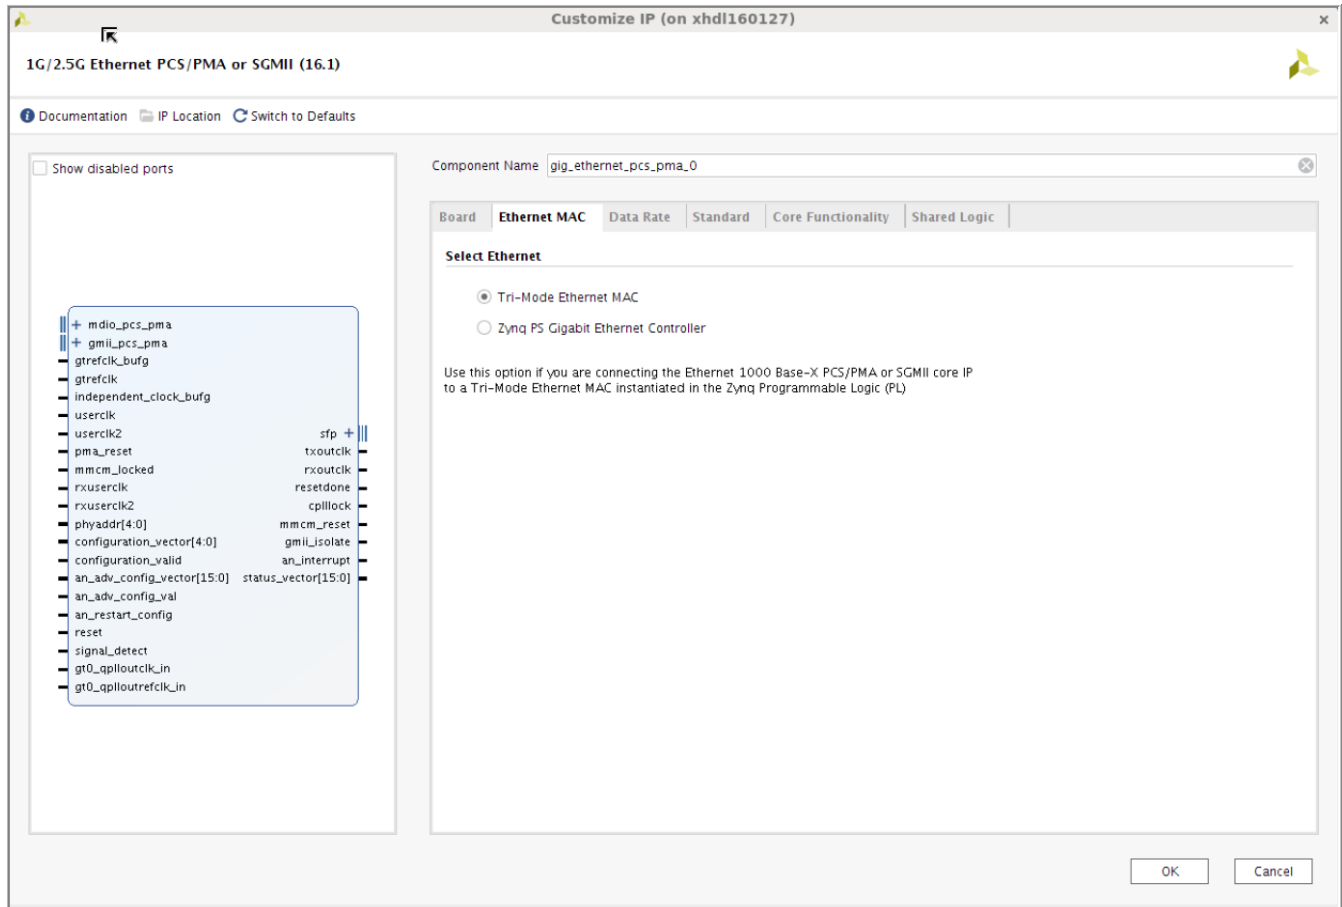 Customize IP (on xhdl160127)
1G/2.5G Ethernet PCS/PMA or SGMII (16.1)
Documentation IP Location Switch to Defaults
Show disabled ports
mdio_pcs_pma
gmii_pcs_pma
gtrefclk_bufg
gtrefclk
independent_clock_bufg
userclk
userclk2
pma_reset
mmcm_locked
rxuserclk
rxuserclk2
phyaddr[4:0]
configuration_vector[4:0]
configuration_valid
an_adv_config_vector[15:0]
an_adv_config_val
an_restart_config
reset
signal_detect
gt0_qplloutclk_in
gt0_qplloutrefclk_in
sfp
txoutclk
rxoutclk
resetdone
cplllock
mmcm_reset
gmii_isolate
an_interrupt
status_vector[15:0]
Component Name gig_ethernet_pcs_pma_0
Board Ethernet MAC Data Rate Standard Core Functionality Shared Logic
Select Ethernet
Tri-Mode Ethernet MAC
Zynq PS Gigabit Ethernet Controller
Use this option if you are connecting the Ethernet 1000 Base-X PCS/PMA or SGMII core IP
to a Tri-Mode Ethernet MAC instantiated in the Zynq Programmable Logic (PL)
OK Cancel